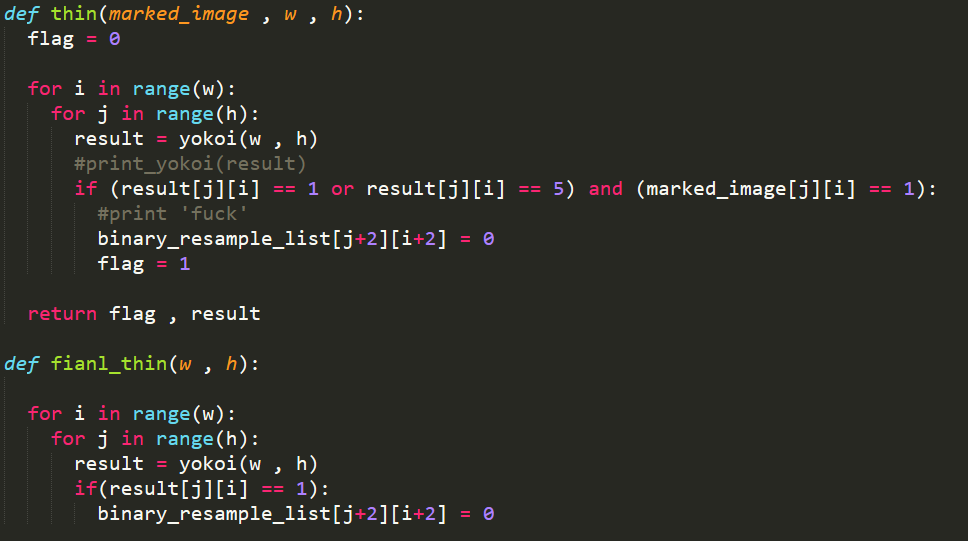 def thin(marked_image , w , h):
  flag = 0

  for i in range(w):
    for j in range(h):
      result = yokoi(w , h)
      #print_yokoi(result)
      if (result[j][i] == 1 or result[j][i] == 5) and (marked_image[j][i] == 1):
        #print 'fuck'
        binary_resample_list[j+2][i+2] = 0
        flag = 1

  return flag , result

def fianl_thin(w , h):

  for i in range(w):
    for j in range(h):
      result = yokoi(w , h)
      if(result[j][i] == 1):
        binary_resample_list[j+2][i+2] = 0